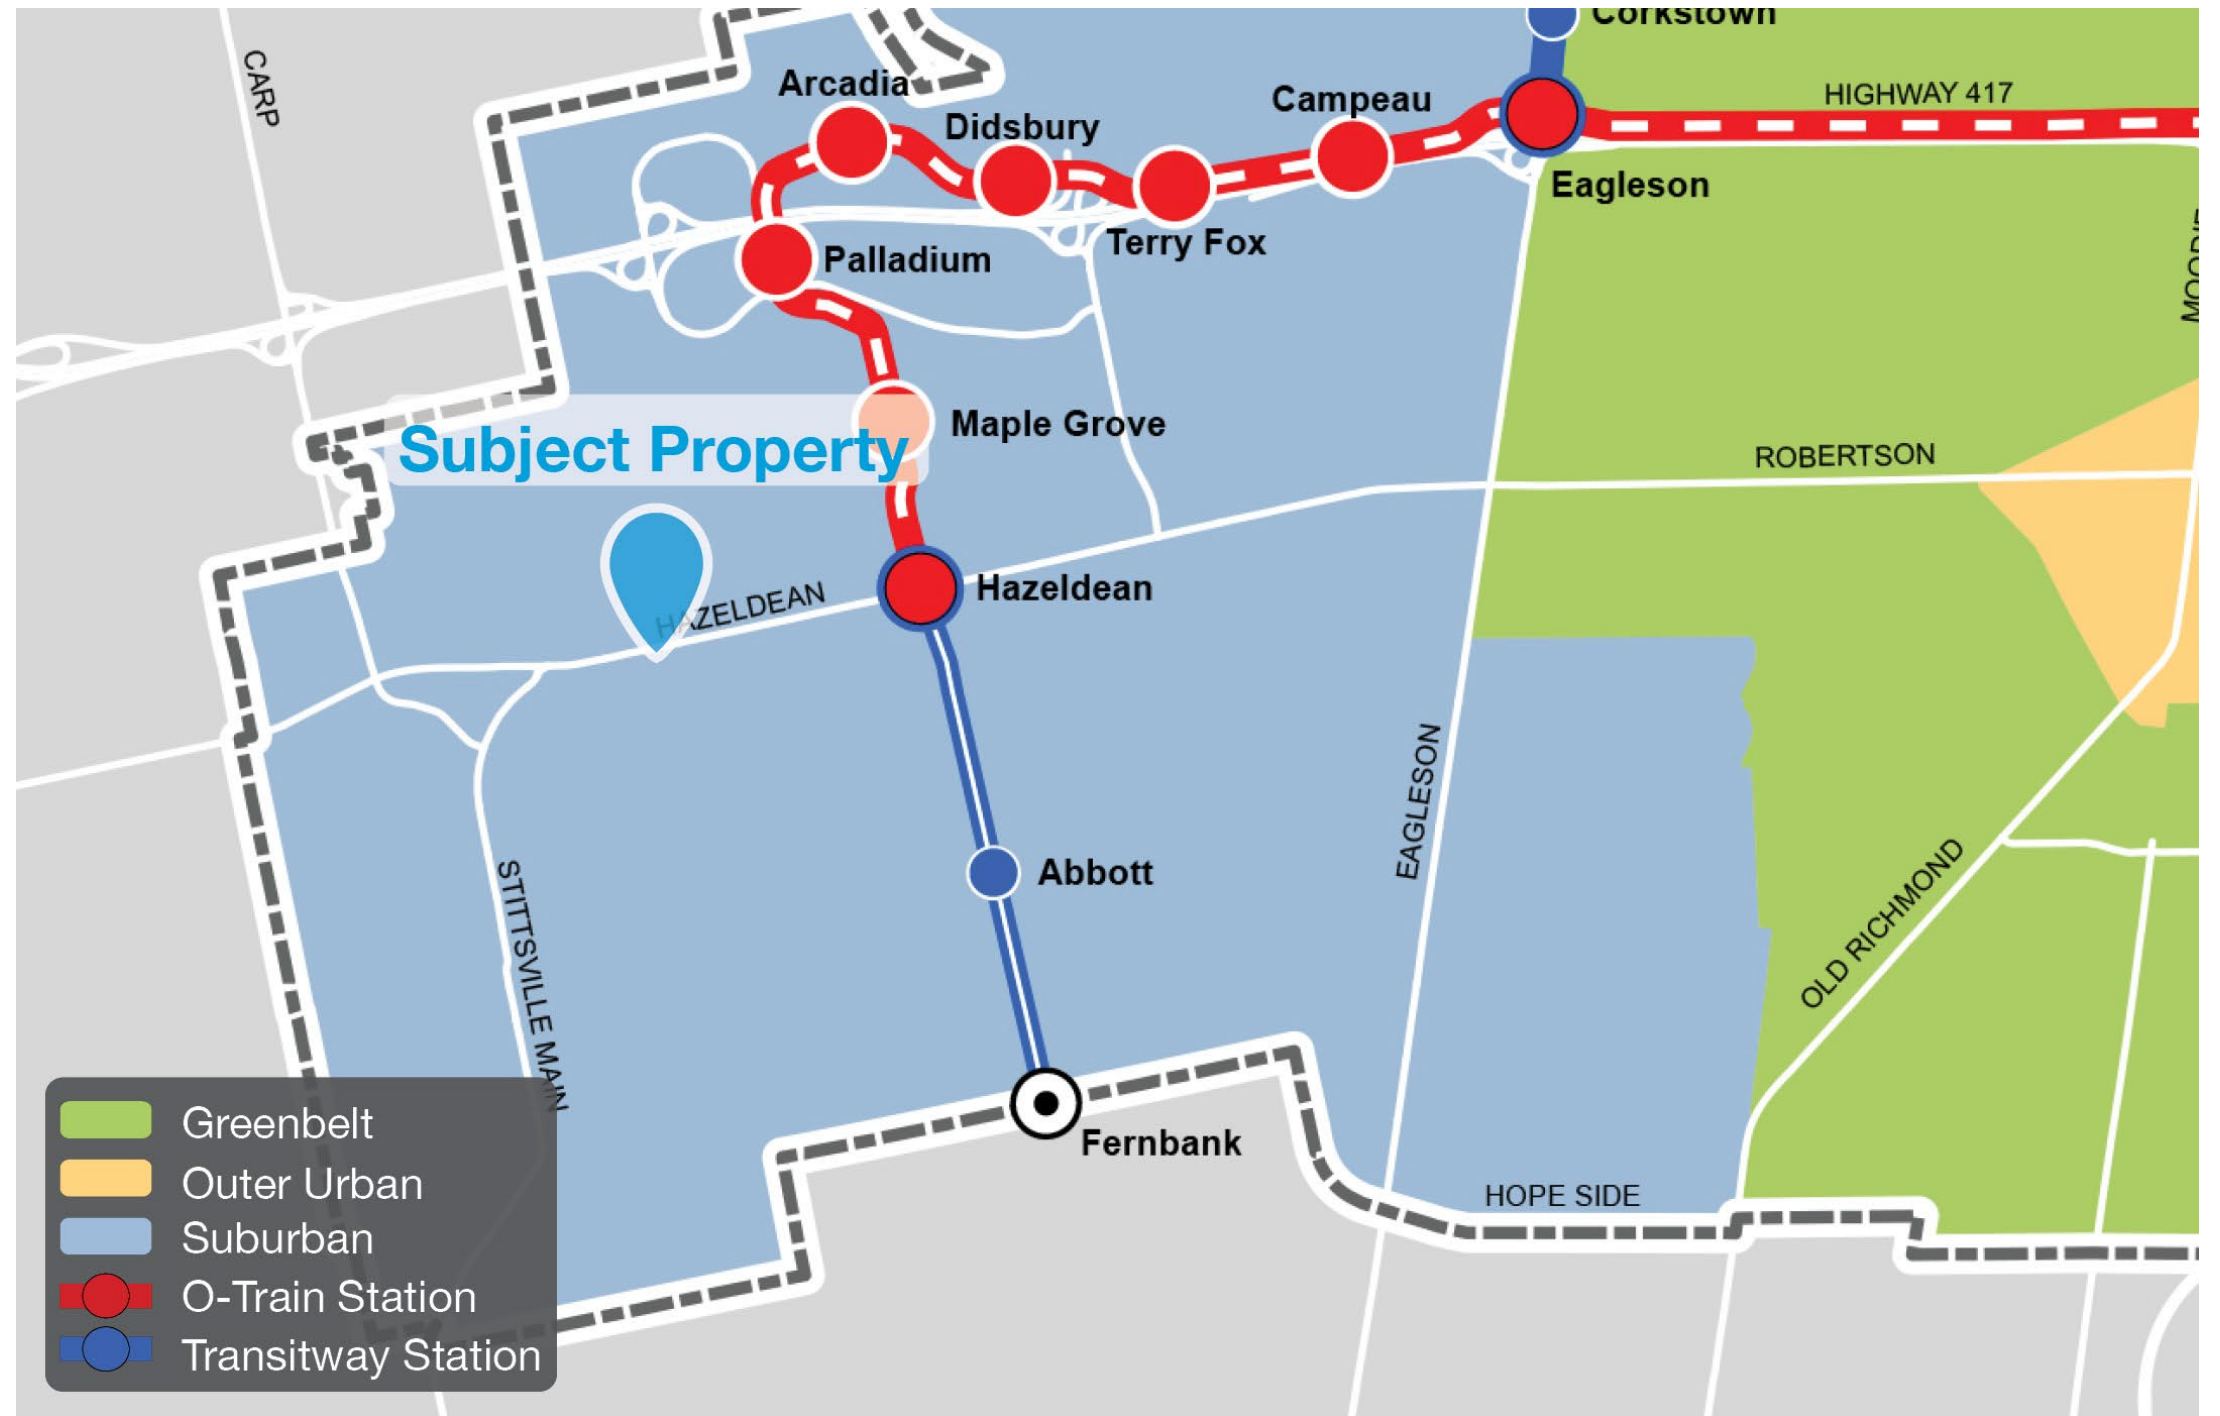 Corkstown
CARP
Arcadia
Campeau
HIGHWAY 417
Didsbury
Eagleson
Terry Fox
Palladium
MOODIE
Subject Property
Maple Grove
ROBERTSON
HAZELDEAN
Hazeldean
EAGLESON
Abbott
STITTSVILLE MAIN
OLD RICHMOND
Fernbank
HOPE SIDE
Greenbelt
Outer Urban
Suburban
O-Train Station
Transitway Station